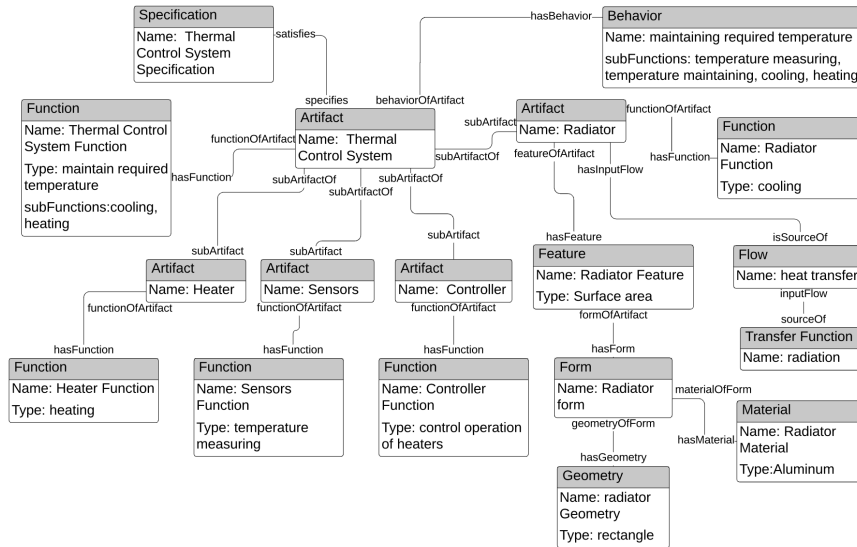 Specification
Name:  Thermal
Control System
Specification
satisfies
specifies
hasBehavior
Behavior
Name: maintaining required temperature
subFunctions: temperature measuring,
temperature maintaining, cooling, heating
behaviorOfArtifact
Function
Name: Thermal Control
System Function
Type: maintain required
temperature
subFunctions:cooling,
heating
functionOfArtifact
hasFunction
Artifact
Name:  Thermal
Control System
subArtifact
subArtifactOf
Artifact
Name: Radiator
functionOfArtifact
hasFunction
Function
Name: Radiator
Function
Type: cooling
featureOfArtifact
hasInputFlow
subArtifactOf
subArtifactOf
subArtifactOf
subArtifact
subArtifact
subArtifact
hasFeature
isSourceOf
Artifact
Name: Heater
Artifact
Name: Sensors
Artifact
Name:  Controller
Feature
Name: Radiator Feature
Type: Surface area
Flow
Name: heat transfer
functionOfArtifact
functionOfArtifact
functionOfArtifact
formOfArtifact
inputFlow
sourceOf
hasFunction
hasFunction
hasFunction
hasForm
Transfer Function
Name: radiation
Function
Name: Heater Function
Type: heating
Function
Name: Sensors
Function
Type: temperature
measuring
Function
Name: Controller
Function
Type: control operation
of heaters
Form
Name: Radiator
form
materialOfForm
hasMaterial
Material
Name: Radiator
Material
Type:Aluminum
geometryOfForm
hasGeometry
Geometry
Name: radiator
Geometry
Type: rectangle